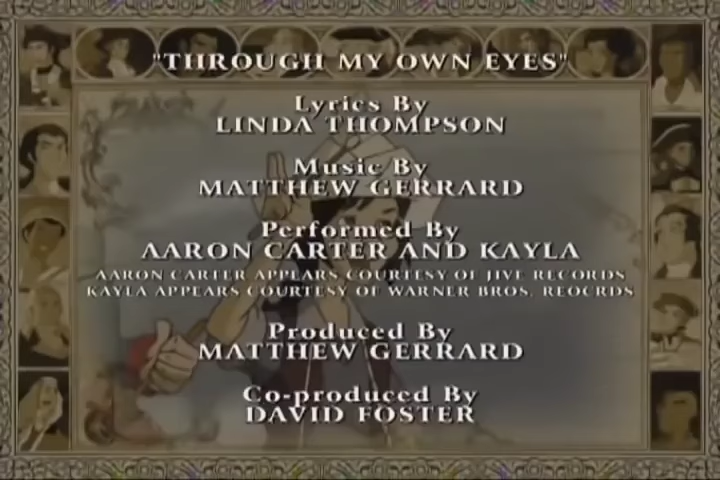 "THROUGH MY OWN EYES"
Lyrics By
LINDA THOMPSON
Music By
MATTHEW GERRARD
Performed By
AARON CARTER AND KAYLA
AARON CARTER APPEARS COURTESY OF JIVE RECORDS
KAYLA APPEARS COURTESY OF WARNER BROS. REOCRDS
Produced By
MATTHEW GERRARD
Co-produced By
DAVID FOSTER